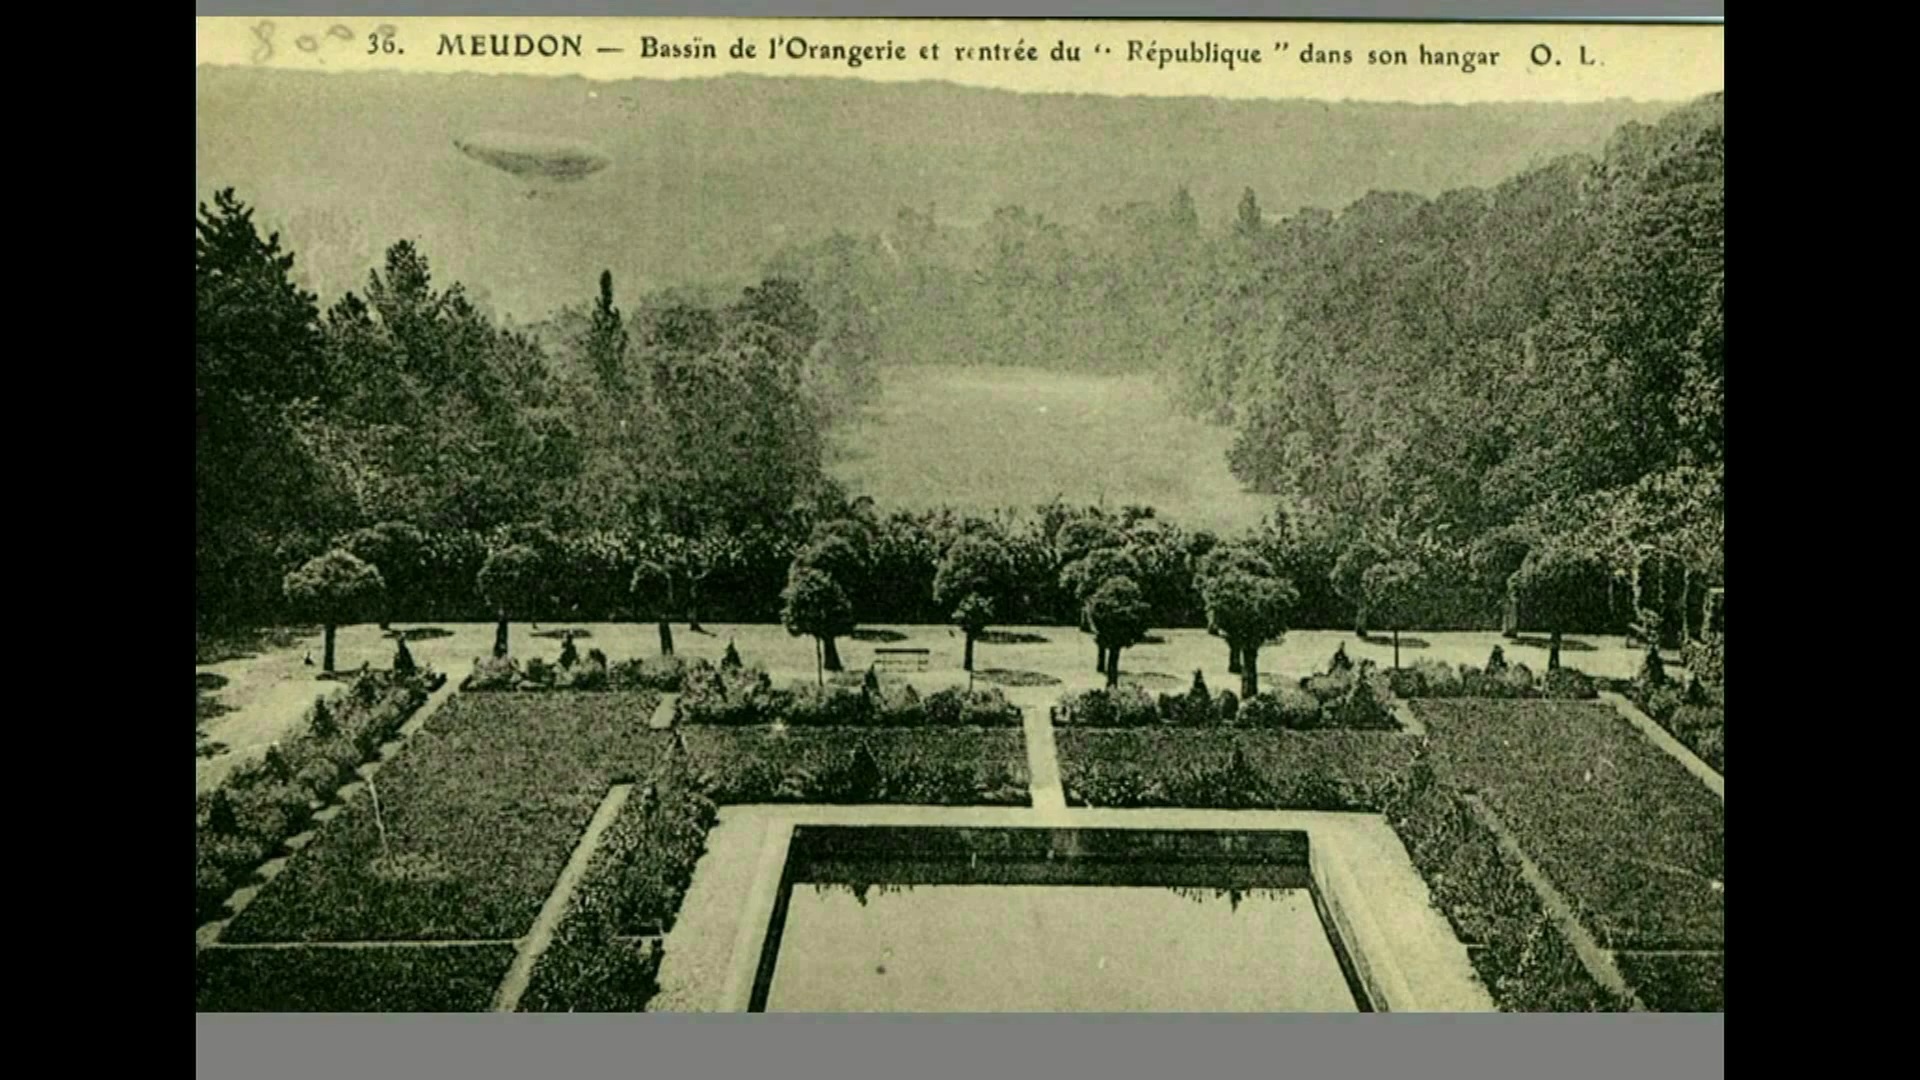 36. MEUDON — Bassin de l'Orangerie et rentrée du “ République ” dans son hangar O. L.